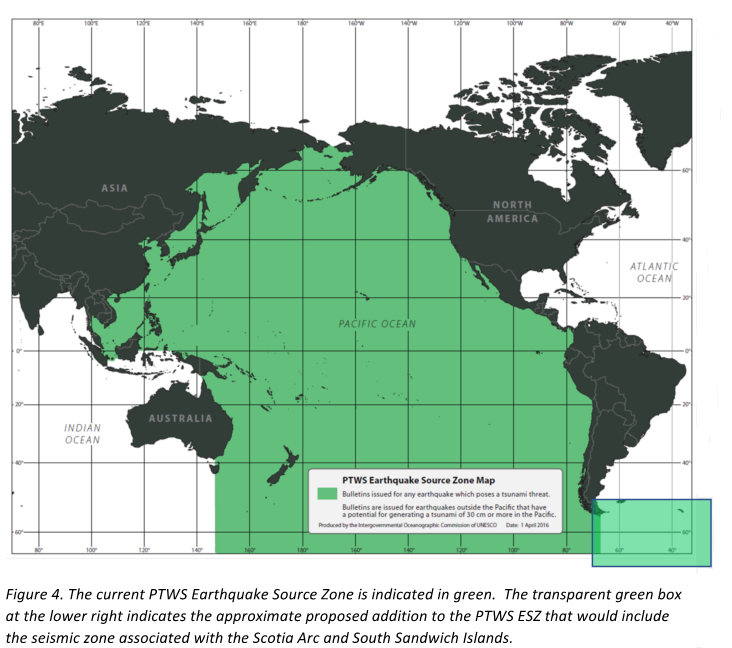 80°E 100° 120° 140° 160° 180° 160° 140° 120° 100° 80°W 60°W 40°W
60°
ASIA
NORTH
AMERICA
40° 40°
ATLANTIC
OCEAN
20° 20°
PACIFIC OCEAN
0° 0°
20° 20°
AUSTRALIA
INDIAN
OCEAN
40° 40°
PTWS Earthquake Source Zone Map
Bulletins issued for any earthquake which poses a tsunami threat.
Bulletins are issued for earthquakes outside the Pacific that have
a potential for generating a tsunami of 30 cm or more in the Pacific.
Produced by the Intergovernmental Oceanographic Commission of UNESCO Date: 1 April 2016
60° 60°
80° 100° 120° 140° 160° 180° 160° 140° 120° 100° 80° 60° 40°
Figure 4. The current PTWS Earthquake Source Zone is indicated in green. The transparent green box
at the lower right indicates the approximate proposed addition to the PTWS ESZ that would include
the seismic zone associated with the Scotia Arc and South Sandwich Islands.